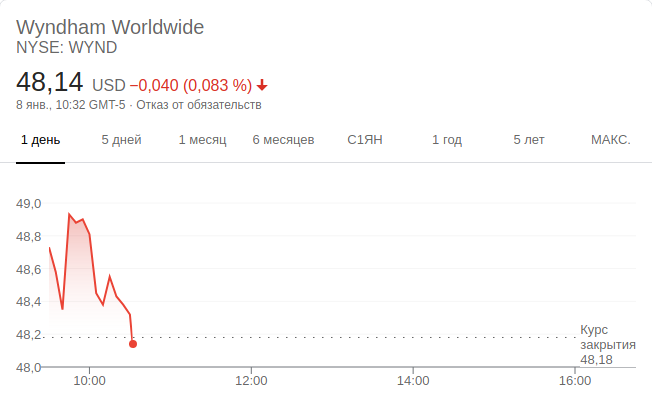 Wyndham Worldwide
NYSE: WYND
48,14 USD −0,040 (0,083 %)
8 янв., 10:32 GMT-5 · Отказ от обязательств
1 день 5 дней 1 месяц 6 месяцев С1ЯН 1 год 5 лет МАКС.
49,0
48,8
48,6
48,4
48,2
48,0
Курс
закрытия
48,18
10:00 12:00 14:00 16:00